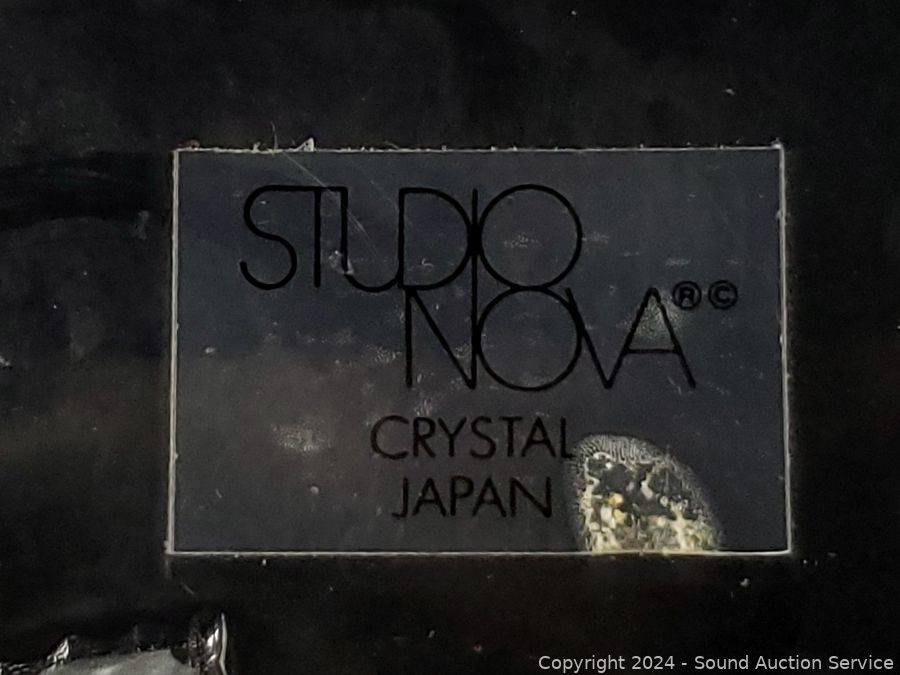 STUDIO
NOVA®©
CRYSTAL
JAPAN
Copyright 2024 - Sound Auction Service